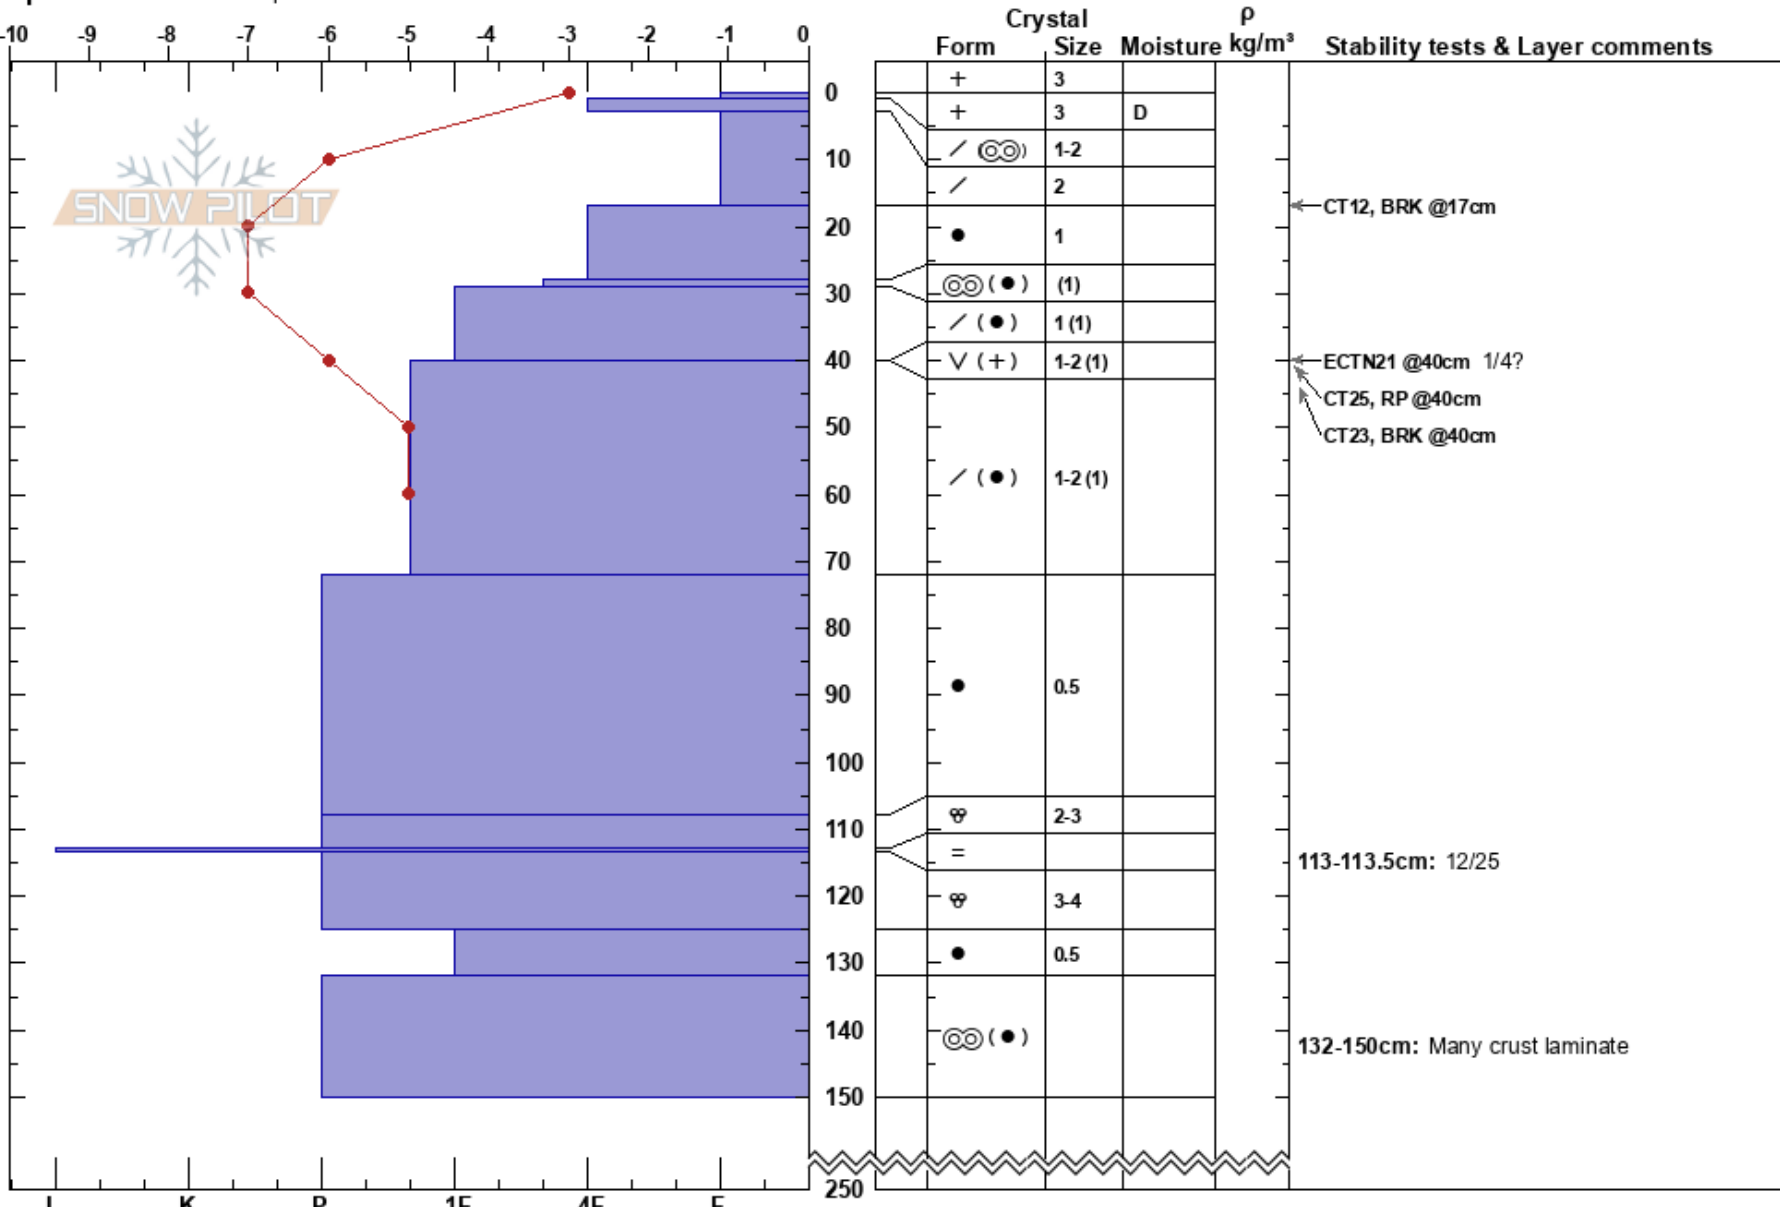 Crystal ρ
-10 -9 -8 -7 -6 -5 -4 -3 -2 -1 0 Form Size Moisture kg/m³ Stability tests & Layer comments
+ 3
0
+ 3 D
SNOW PILOT
10 1-2
2
CT12, BRK @17cm
20
1
30 (1)
1 (1)
40 1-2 (1) ECTN21 @40cm 1/4?
CT25, RP @40cm
CT23, BRK @40cm
50
1-2 (1)
60
70
80
0.5
90
100
2-3
110
=
113-113.5cm: 12/25
120 3-4
0.5
130
140
132-150cm: Many crust laminate
150
250
I K P 1F 4F F